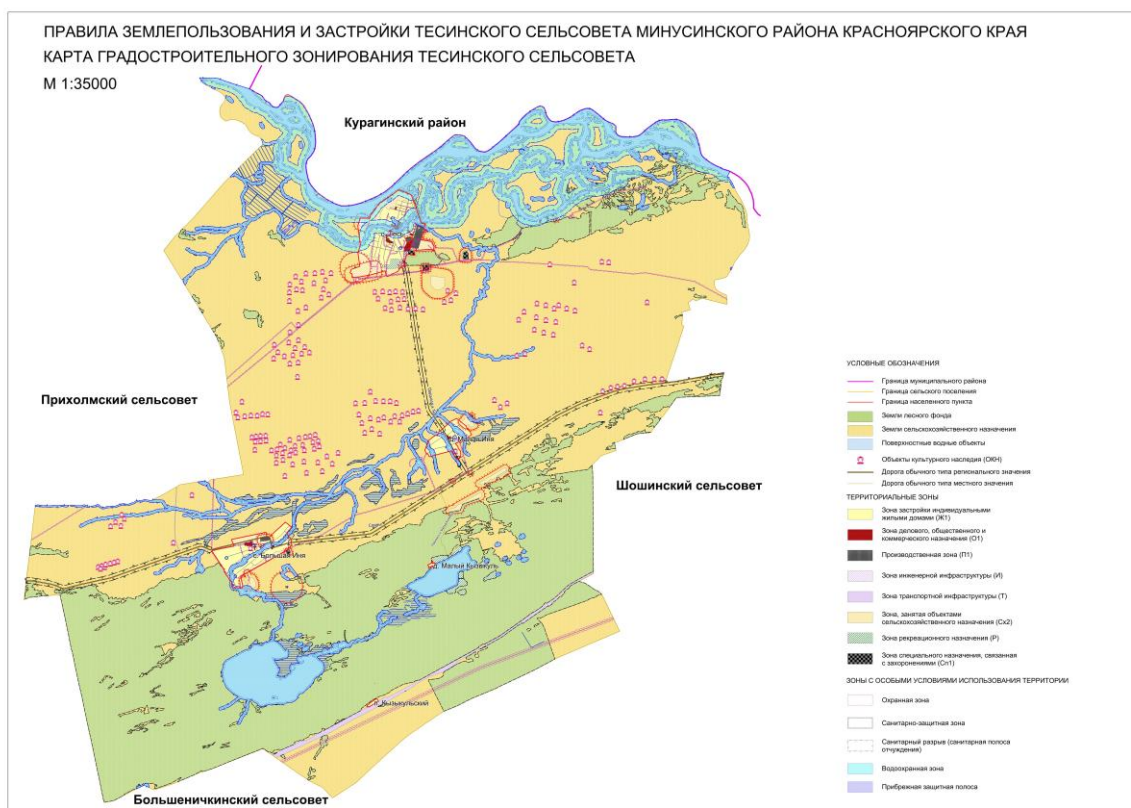 ПРАВИЛА ЗЕМЛЕПОЛЬЗОВАНИЯ И ЗАСТРОЙКИ ТЕСИНСКОГО СЕЛЬСОВЕТА МИНУСИНСКОГО РАЙОНА КРАСНОЯРСКОГО КРАЯ
КАРТА ГРАДОСТРОИТЕЛЬНОГО ЗОНИРОВАНИЯ ТЕСИНСКОГО СЕЛЬСОВЕТА
М 1:35000
Курагинский район
Прихолмский сельсовет
Шошинский сельсовет
с. Большая Иня
д. Малый Кызыкуль
п. Кызыкульский
Большеничкинский сельсовет
УСЛОВНЫЕ ОБОЗНАЧЕНИЯ
Граница муниципального района
Граница сельского поселения
Граница населенного пункта
Земли лесного фонда
Земли сельскохозяйственного назначения
Поверхностные водные объекты
Объекты культурного наследия (ОКН)
Дорога обычного типа регионального значения
Дорога обычного типа местного значения
ТЕРРИТОРИАЛЬНЫЕ ЗОНЫ
Зона застройки индивидуальными
жилыми домами (Ж1)
Зона делового, общественного и
коммерческого назначения (О1)
Производственная зона (П1)
Зона инженерной инфраструктуры (И)
Зона транспортной инфраструктуры (Т)
Зона, занятая объектами
сельскохозяйственного назначения (Сх2)
Зона рекреационного назначения (Р)
Зона специального назначения, связанная
с захоронениями (Сп1)
ЗОНЫ С ОСОБЫМИ УСЛОВИЯМИ ИСПОЛЬЗОВАНИЯ ТЕРРИТОРИИ
Охранная зона
Санитарно-защитная зона
Санитарный разрыв (санитарная полоса
отчуждения)
Водоохранная зона
Прибрежная защитная полоса